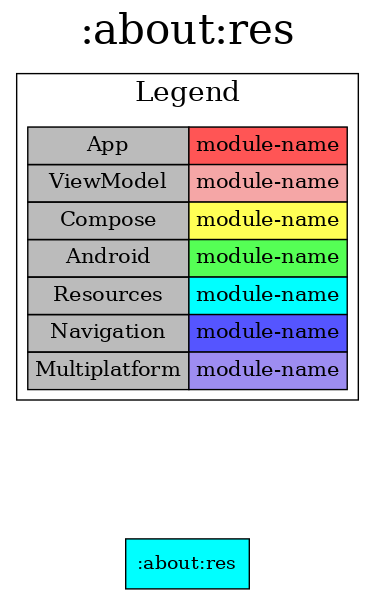 :about:res
Legend
App module-name
ViewModel module-name
Compose module-name
Android module-name
Resources module-name
Navigation module-name
Multiplatform module-name
:about:res